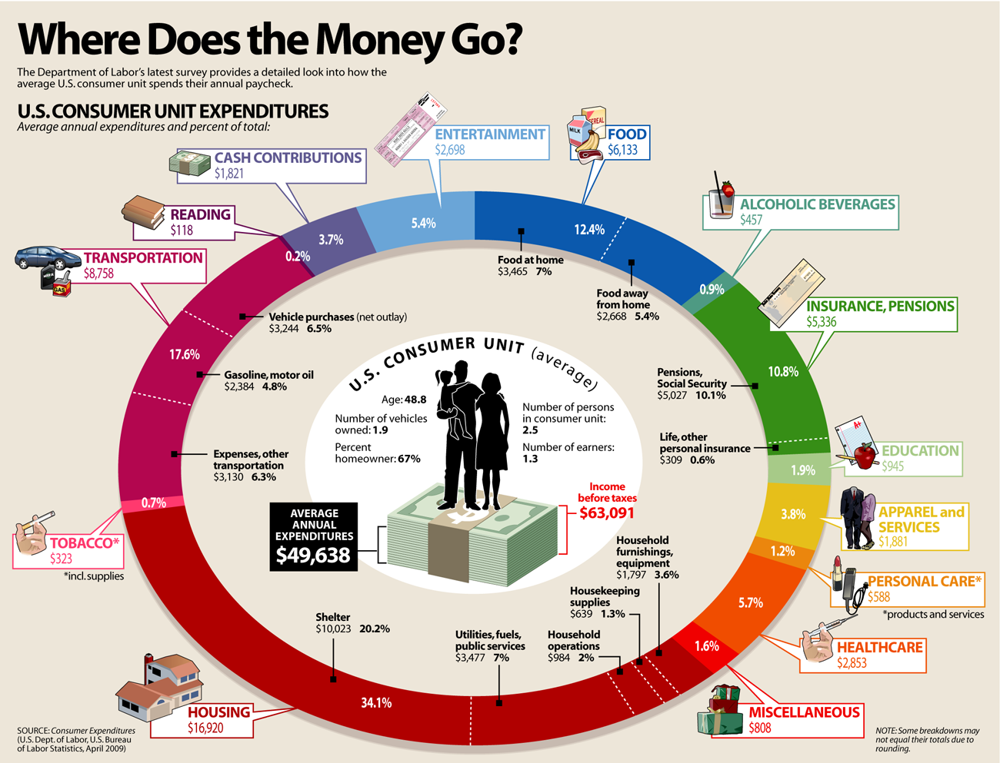 Where Does the Money Go?
The Department of Labor's latest survey provides a detailed look into how the
average U.S. consumer unit spends their annual paycheck.
U.S. CONSUMER UNIT EXPENDITURES
Average annual expenditures and percent of total:
ENTERTAINMENT
$2,698
5.4%
MILK
CEREAL
FOOD
$6,133
12.4%
Food at home
$3,465 7%
Food away
from home
$2,668 5.4%
ALCOHOLIC BEVERAGES
$457
0.9%
INSURANCE, PENSIONS
$5,336
10.8%
Pensions,
Social Security
$5,027 10.1%
Life, other
personal insurance
$309 0.6%
A+
EDUCATION
$945
1.9%
APPAREL and
SERVICES
$1,881
3.8%
PERSONAL CARE*
$588
*products and services
1.2%
HEALTHCARE
$2,853
5.7%
MISCELLANEOUS
$808
1.6%
HOUSING
$16,920
34.1%
Household
furnishings,
equipment
$1,797 3.6%
Housekeeping
supplies
$639 1.3%
Household
operations
$984 2%
Utilities, fuels,
public services
$3,477 7%
Shelter
$10,023 20.2%
TOBACCO*
$323
*incl. supplies
0.7%
TRANSPORTATION
$8,758
GAS
17.6%
Vehicle purchases (net outlay)
$3,244 6.5%
Gasoline, motor oil
$2,384 4.8%
Expenses, other
transportation
$3,130 6.3%
READING
$118
0.2%
CASH CONTRIBUTIONS
$1,821
3.7%
U.S. CONSUMER UNIT (average)
Age: 48.8
Number of vehicles
owned: 1.9
Percent
homeowner: 67%
Number of persons
in consumer unit:
2.5
Number of earners:
1.3
Income
before taxes
$63,091
AVERAGE
ANNUAL
EXPENDITURES
$49,638
$
SOURCE: Consumer Expenditures
(U.S. Dept. of Labor, U.S. Bureau
of Labor Statistics, April 2009)
NOTE: Some breakdowns may
not equal their totals due to
rounding.